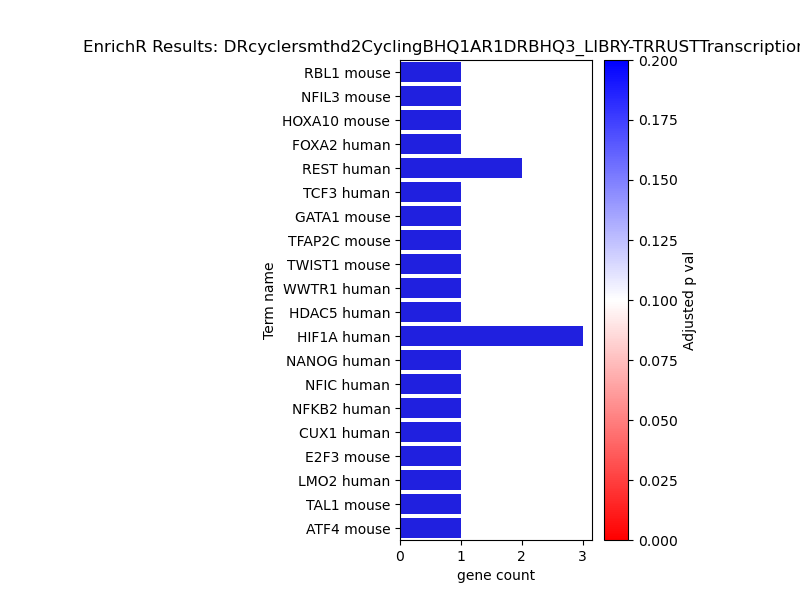 EnrichR Results: DRcyclersmthd2CyclingBHQ1AR1DRBHQ3_LIBRY-TRRUSTTranscription
RBL1 mouse
NFIL3 mouse
HOXA10 mouse
FOXA2 human
REST human
TCF3 human
GATA1 mouse
TFAP2C mouse
TWIST1 mouse
WWTR1 human
HDAC5 human
HIF1A human
NANOG human
NFIC human
NFKB2 human
CUX1 human
E2F3 mouse
LMO2 human
TAL1 mouse
ATF4 mouse
Term name
0 1 2 3
gene count
0.200
0.175
0.150
0.125
0.100
0.075
0.050
0.025
0.000
Adjusted p val